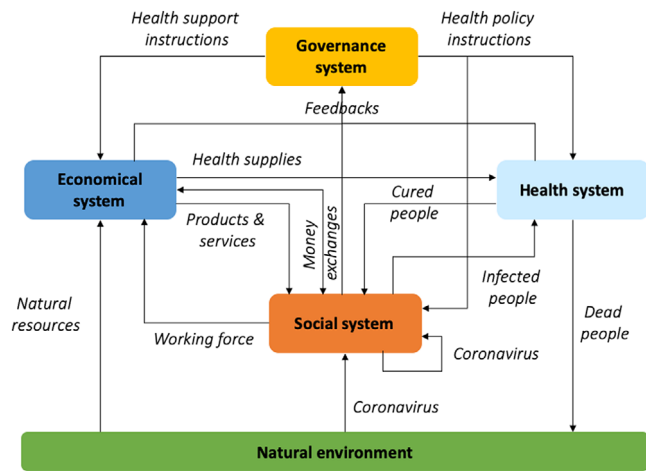 Health support
instructions
Governance
system
Health policy
instructions
Feedbacks
Economical
system
Health supplies
Health system
Products &
services
Money
exchanges
Cured
people
Natural
resources
Working force
Social system
Infected
people
Dead
people
Coronavirus
Coronavirus
Natural environment